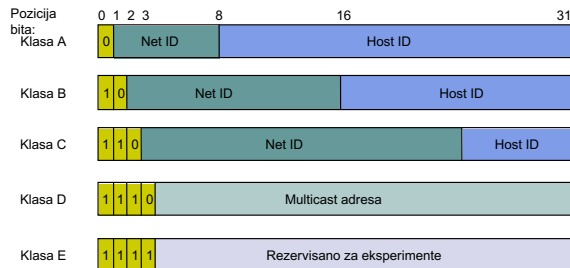 Pozicija bita: 0 1 2 3 8 16 31
Klasa A 0 Net ID Host ID
Klasa B 1 0 Net ID Host ID
Klasa C 1 1 0 Net ID Host ID
Klasa D 1 1 1 0 Multicast adresa
Klasa E 1 1 1 1 Rezervisano za eksperimente